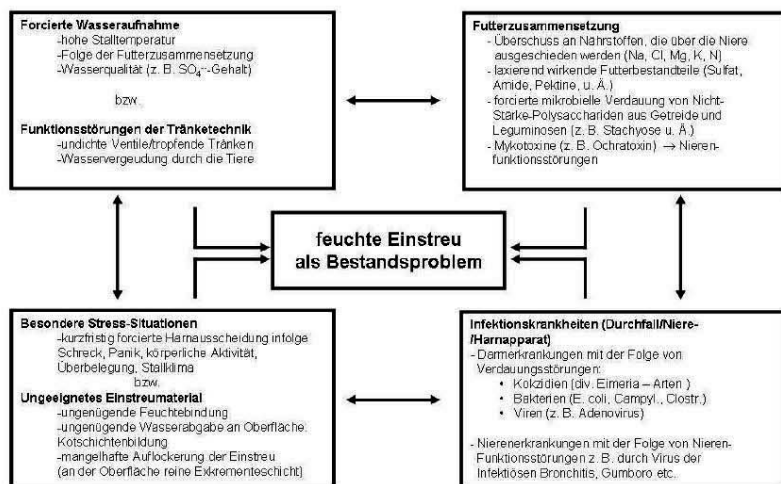 Forcierte Wasseraufnahme
-hohe Stalltemperatur
-Folge der Futterzusammensetzung
-Wasserqualität (z. B. SO₄⁻⁻-Gehalt)
bzw.
Funktionsstörungen der Tränketechnik
-undichte Ventile/tropfende Tränken
-Wasservergeudung durch die Tiere
Futterzusammensetzung
- Überschuss an Nährstoffen, die über die Niere
ausgeschieden werden (Na, Cl, Mg, K, N)
- laxierend wirkende Futterbestandteile (Sulfat,
Amide, Pektine, u. Ä.)
- forcierte mikrobielle Verdauung von Nicht-
Stärke-Polysacchariden aus Getreide und
Leguminosen (z. B. Stachyose u. Ä.)
- Mykotoxine (z. B. Ochratoxin) → Nieren-
funktionsstörungen
feuchte Einstreu
als Bestandsproblem
Besondere Stress-Situationen
-kurzfristig forcierte Harnausscheidung infolge
Schreck, Panik, körperliche Aktivität,
Überbelegung, Stallklima
bzw.
Ungeeignetes Einstreumaterial
-ungenügende Feuchtebindung
-ungenügende Wasserabgabe an Oberfläche:
Kotschichtenbildung
-mangelhafte Auflockerung der Einstreu
(an der Oberfläche reine Exkrementeschicht)
Infektionskrankheiten (Durchfall/Niere-
/Harnapparat)
- Darmerkrankungen mit der Folge von
Verdauungsstörungen:
• Kokzidien (div. Eimeria – Arten )
• Bakterien (E. coli, Campyl., Clostr.)
• Viren (z. B. Adenovirus)
- Nierenerkrankungen mit der Folge von Nieren-
Funktionsstörungen z. B. durch Virus der
Infektiösen Bronchitis, Gumboro etc.